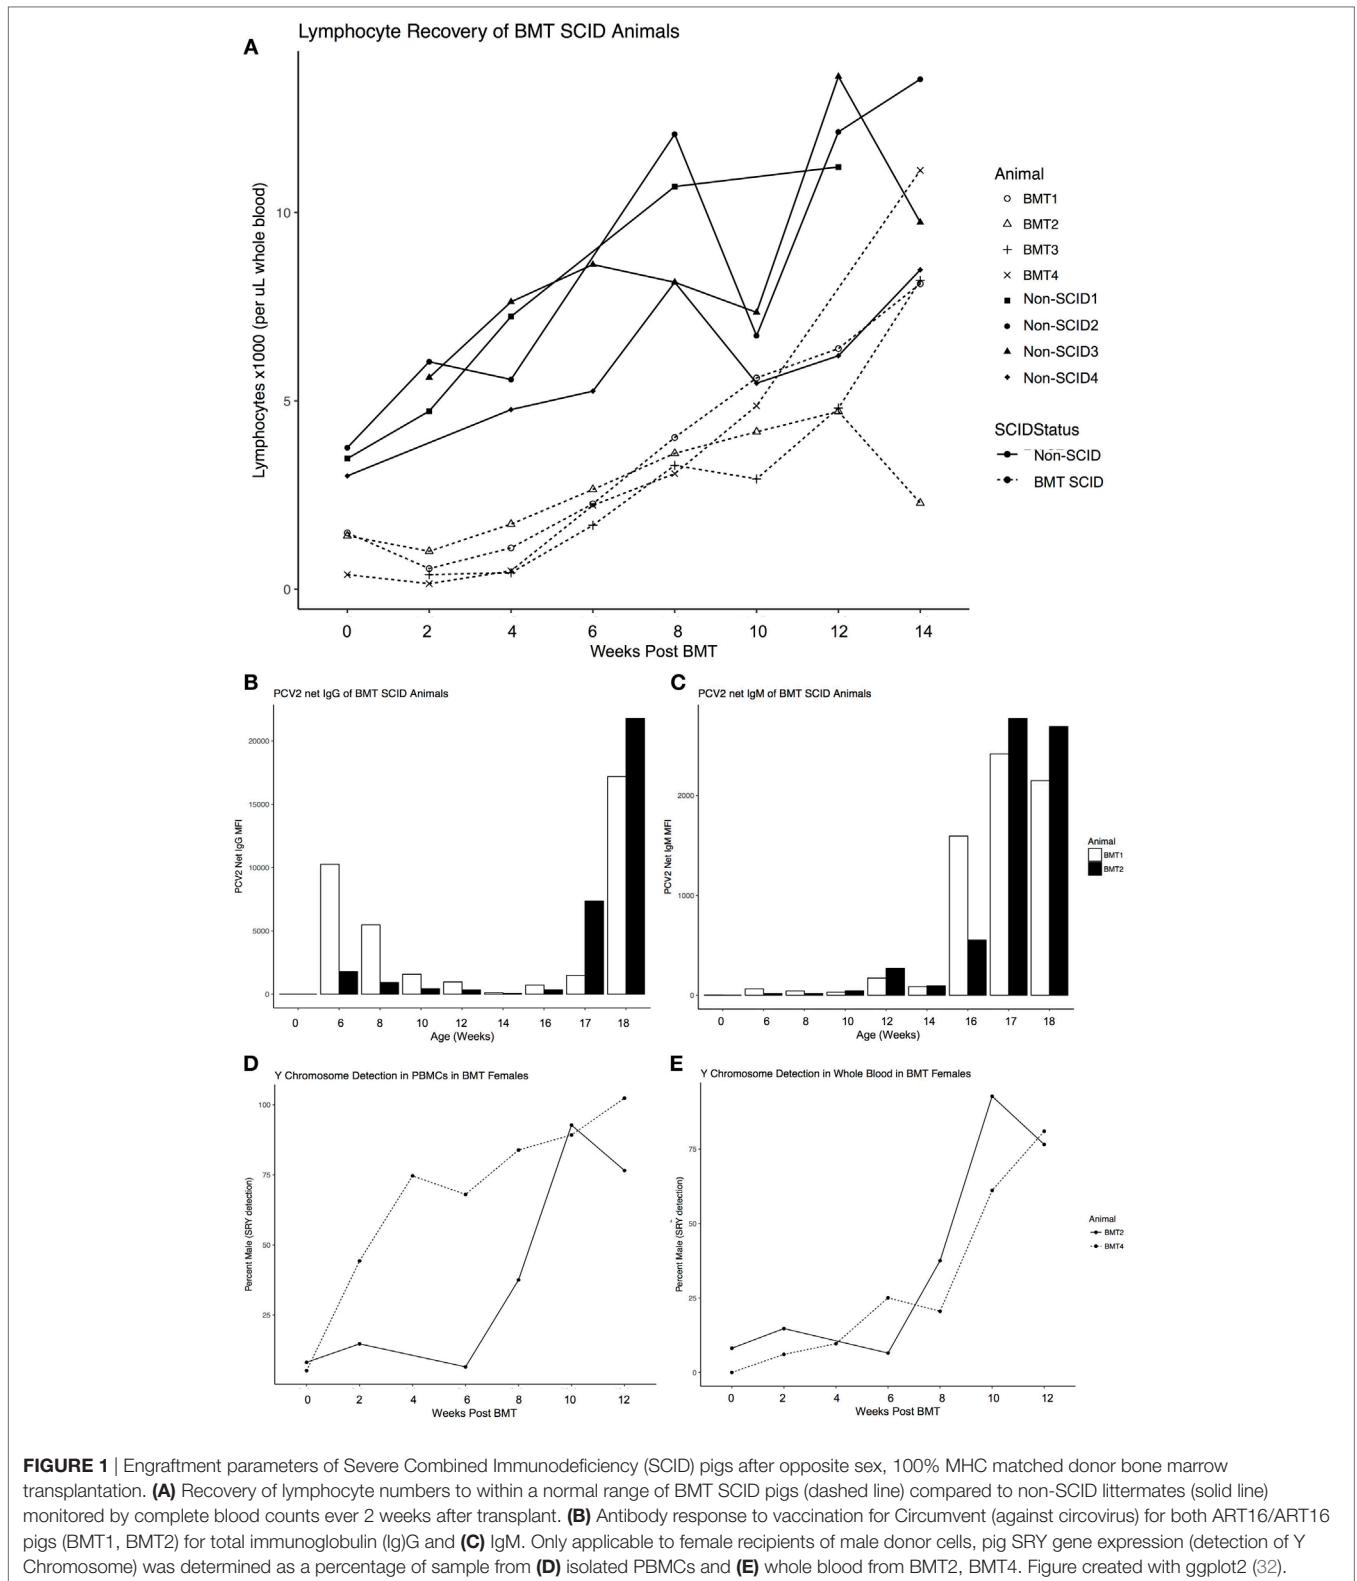 A
Lymphocyte Recovery of BMT SCID Animals
Lymphocytes x1000 (per uL whole blood)
10
5
0
0 2 4 6 8 10 12 14
Weeks Post BMT
Animal
BMT1
BMT2
BMT3
BMT4
Non-SCID1
Non-SCID2
Non-SCID3
Non-SCID4
SCIDStatus
Non-SCID
BMT SCID
B
PCV2 net IgG of BMT SCID Animals
PCV2 Net IgG MFI
20000
15000
10000
5000
0
0 6 8 10 12 14 16 17 18
Age (Weeks)
C
PCV2 net IgM of BMT SCID Animals
PCV2 Net IgM MFI
2000
1000
0
0 6 8 10 12 14 16 17 18
Age (Weeks)
Animal
BMT1
BMT2
D
Y Chromosome Detection in PBMCs in BMT Females
Percent Male (SRY detection)
100
75
50
25
0 2 4 6 8 10 12
Weeks Post BMT
E
Y Chromosome Detection in Whole Blood in BMT Females
Percent Male (SRY detection)
75
50
25
0
0 2 4 6 8 10 12
Weeks Post BMT
Animal
BMT2
BMT4
FIGURE 1 | Engraftment parameters of Severe Combined Immunodeficiency (SCID) pigs after opposite sex, 100% MHC matched donor bone marrow
transplantation. (A) Recovery of lymphocyte numbers to within a normal range of BMT SCID pigs (dashed line) compared to non-SCID littermates (solid line)
monitored by complete blood counts ever 2 weeks after transplant. (B) Antibody response to vaccination for Circumvent (against circovirus) for both ART16/ART16
pigs (BMT1, BMT2) for total immunoglobulin (Ig)G and (C) IgM. Only applicable to female recipients of male donor cells, pig SRY gene expression (detection of Y
Chromosome) was determined as a percentage of sample from (D) isolated PBMCs and (E) whole blood from BMT2, BMT4. Figure created with ggplot2 (32).